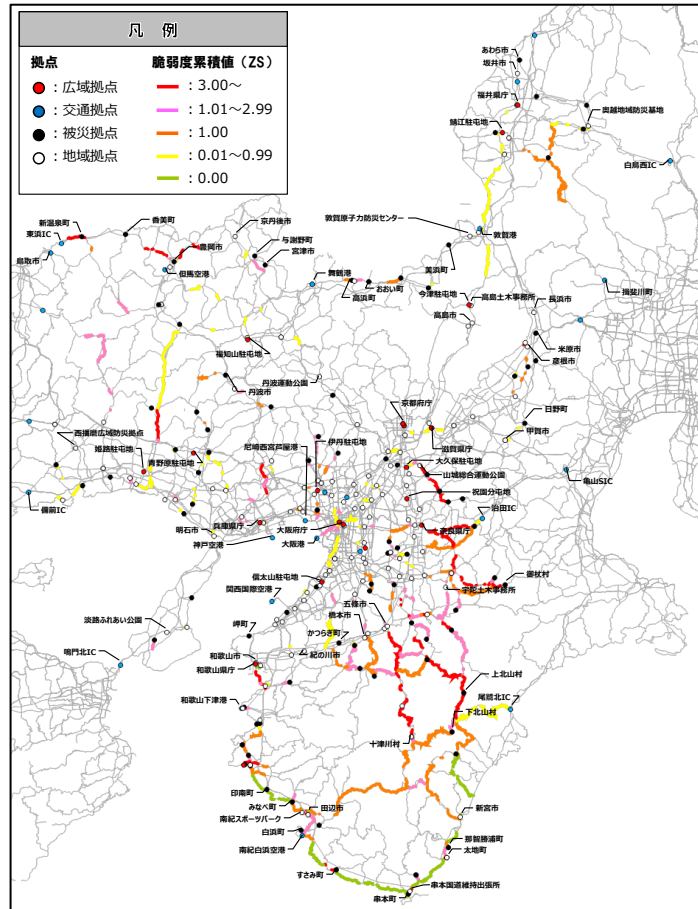 凡 例
拠点
脆弱度累積値（ZS）
：広域拠点
：3.00～
：交通拠点
：1.01～2.99
：被災拠点
：1.00
：地域拠点
：0.01～0.99
：0.00
あわら市
坂井市
福井県庁
奥越地域防災基地
鯖江駐屯地
白鳥西IC
香美町
新温泉町
京丹後市
東浜IC
豊岡市
与謝野町
宮津市
敦賀原子力防災センター
敦賀港
鳥取市
但馬空港
舞鶴港
美浜町
おおい町
高浜町
今津駐屯地
高島土木事務所
揖斐川町
長浜市
高島市
福知山駐屯地
米原市
彦根市
丹波運動公園
丹波市
京都府庁
日野町
西播磨広域防災拠点
伊丹駐屯地
滋賀県庁
甲賀市
姫路駐屯地
尼崎西宮芦屋港
大久保駐屯地
青野原駐屯地
山城総合運動公園
亀山SIC
祝園分屯地
備前IC
明石市
兵庫県庁
大阪府庁
奈良県庁
治田IC
神戸空港
大阪港
信太山駐屯地
御杖村
関西国際空港
宇陀土木事務所
五條市
淡路ふれあい公園
岬町
橋本市
かつらぎ町
鳴門北IC
和歌山市
紀の川市
和歌山県庁
上北山村
尾鷲北IC
和歌山下津港
下北山村
十津川村
印南町
みなべ町
田辺市
新宮市
南紀スポーツパーク
白浜町
那智勝浦町
南紀白浜空港
太地町
すさみ町
串本国道維持出張所
串本町